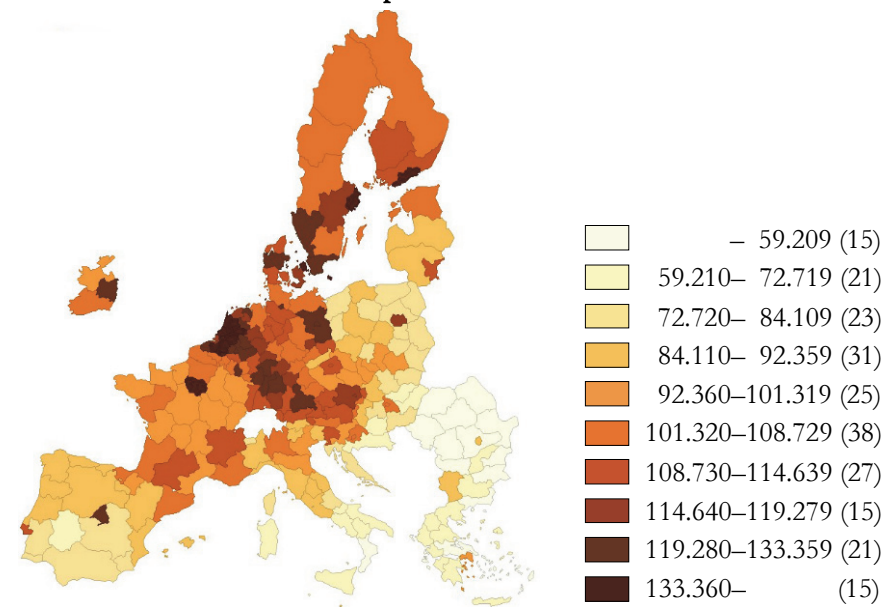 – 59.209 (15)
59.210– 72.719 (21)
72.720– 84.109 (23)
84.110– 92.359 (31)
92.360–101.319 (25)
101.320–108.729 (38)
108.730–114.639 (27)
114.640–119.279 (15)
119.280–133.359 (21)
133.360– (15)